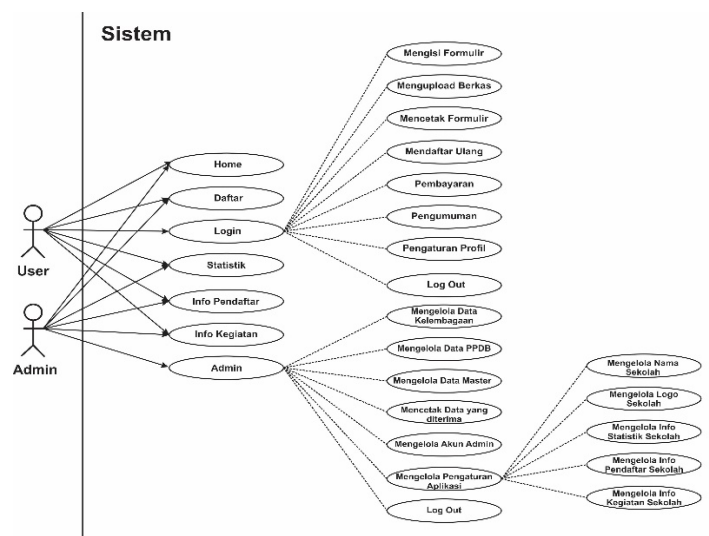 Sistem
User
Admin
Home
Daftar
Login
Statistik
Info Pendaftar
Info Kegiatan
Admin
Mengisi Formulir
Mengupload Berkas
Mencetak Formulir
Mendaftar Ulang
Pembayaran
Pengumuman
Pengaturan Profil
Log Out
Mengelola Data
Kelembagaan
Mengelola Data PPDB
Mengelola Data Master
Mencetak Data yang
diterima
Mengelola Akun Admin
Mengelola Pengaturan
Aplikasi
Log Out
Mengelola Nama
Sekolah
Mengelola Logo
Sekolah
Mengelola Info
Statistik Sekolah
Mengelola Info
Pendaftar Sekolah
Mengelola Info
Kegiatan Sekolah